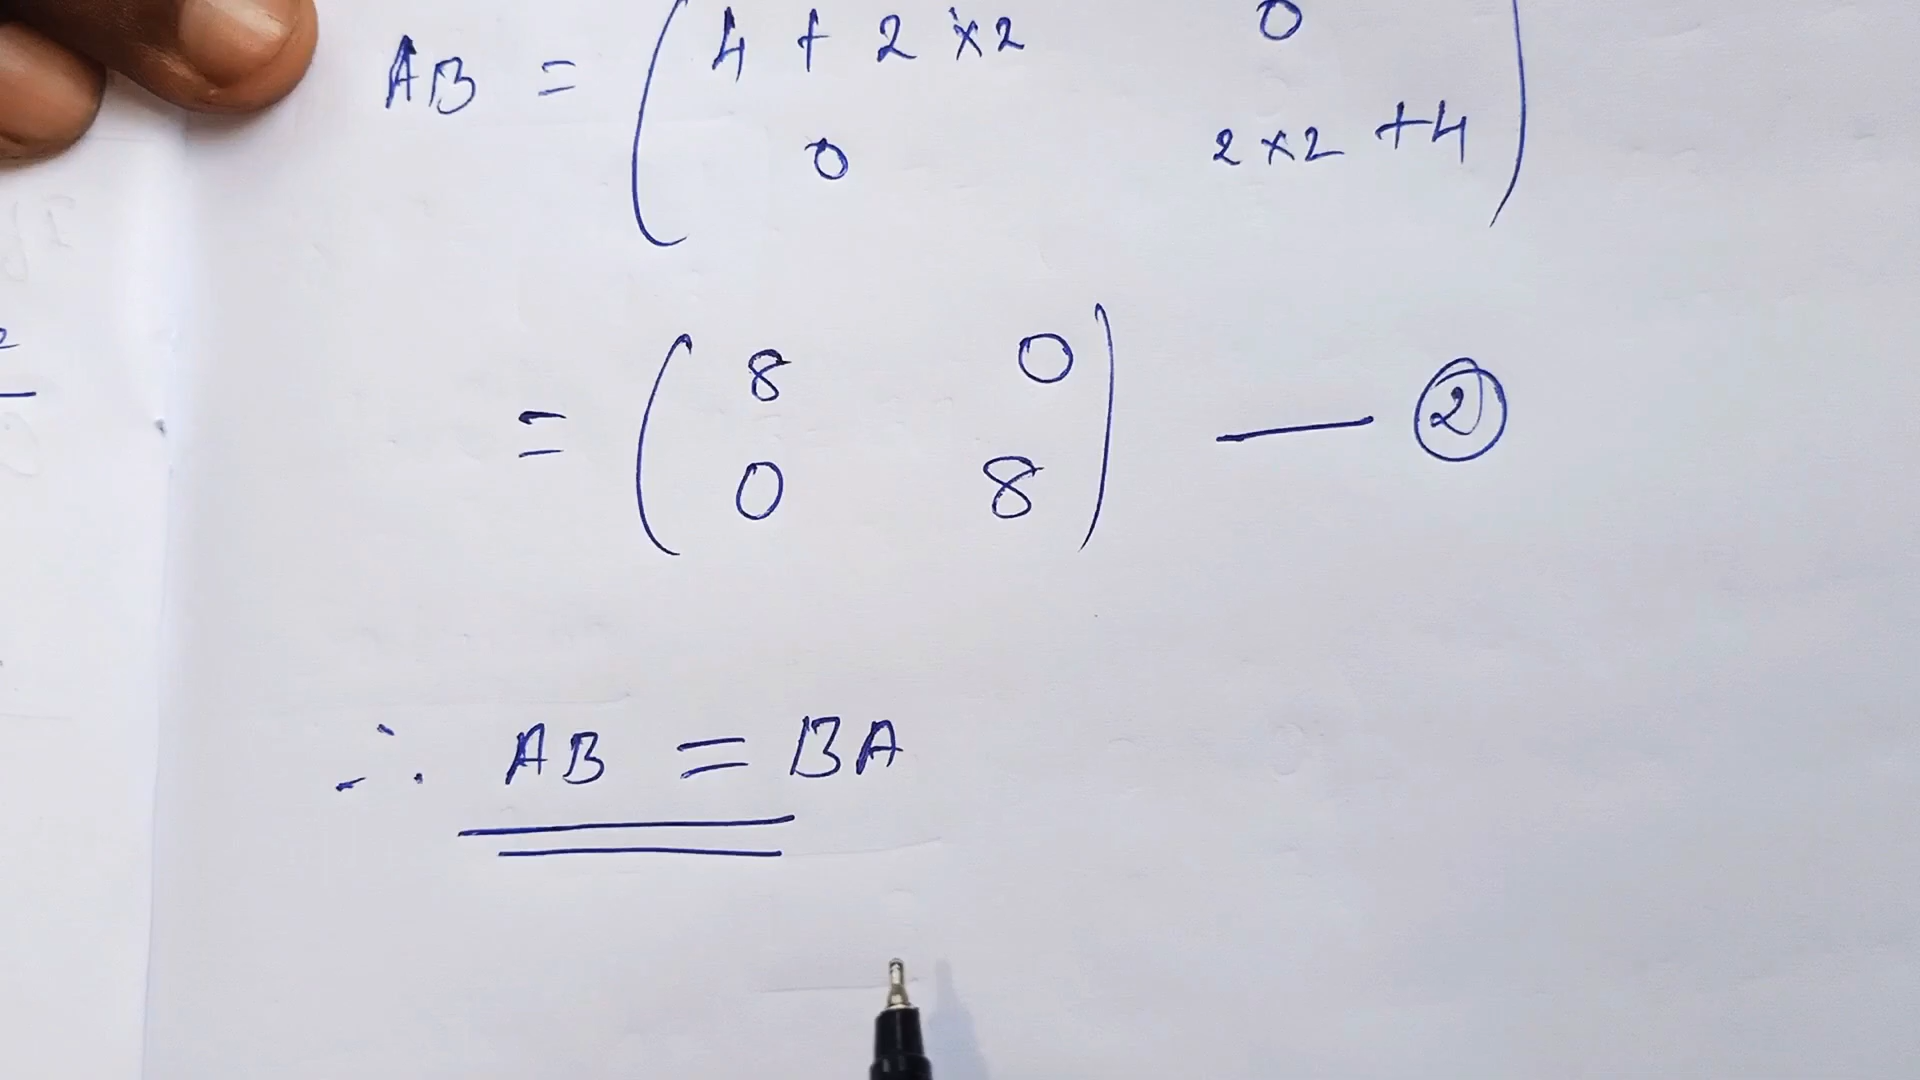 AB = ( 4 + 2 × 2 0
0 2 × 2 + 4 )
= ( 8 0
0 8 ) — ②
∴ AB = BA